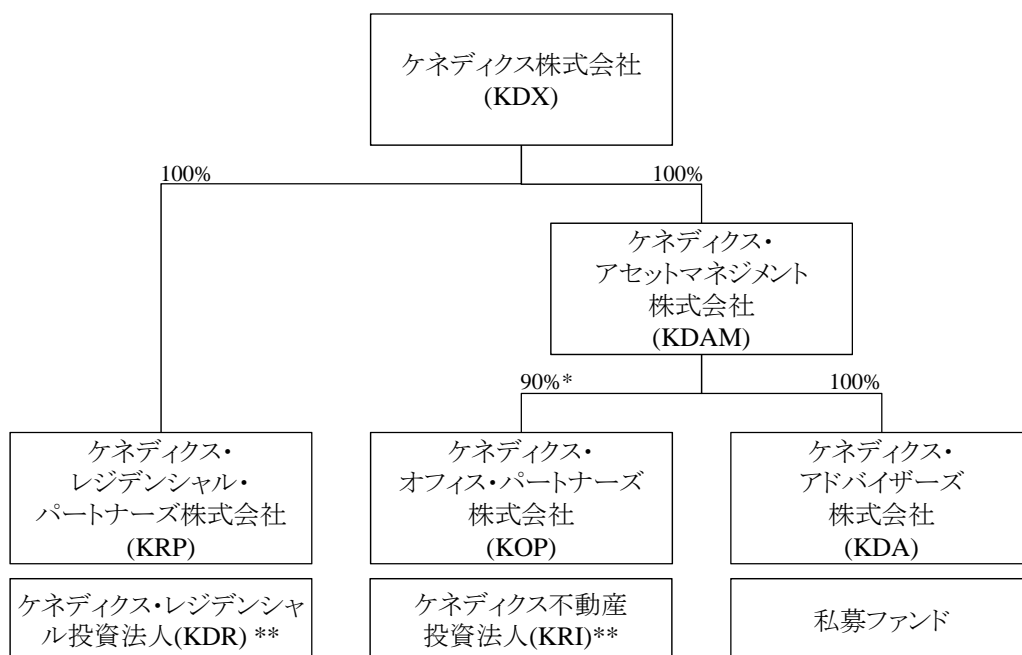 ケネディクス株式会社
(KDX)
100%
100%
ケネディクス・
アセットマネジメント
株式会社
(KDAM)
90%*
100%
ケネディクス・
レジデンシャル・
パートナーズ株式会社
(KRP)
ケネディクス・
オフィス・パートナーズ
株式会社
(KOP)
ケネディクス・
アドバイザーズ
株式会社
(KDA)
ケネディクス・レジデンシャ
ル投資法人(KDR) **
ケネディクス不動産
投資法人(KRI)**
私募ファンド